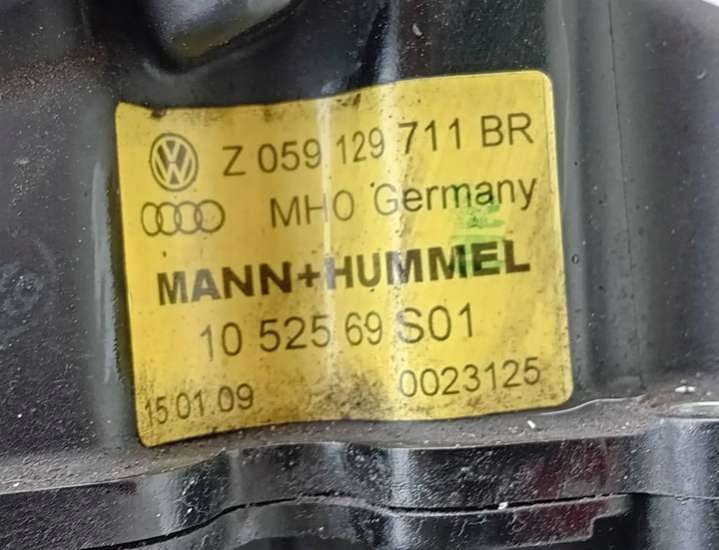 Z 059 129 711 BR
MHO Germany
MANN+HUMMEL
10 525 69 S01
15.01.09 0023125